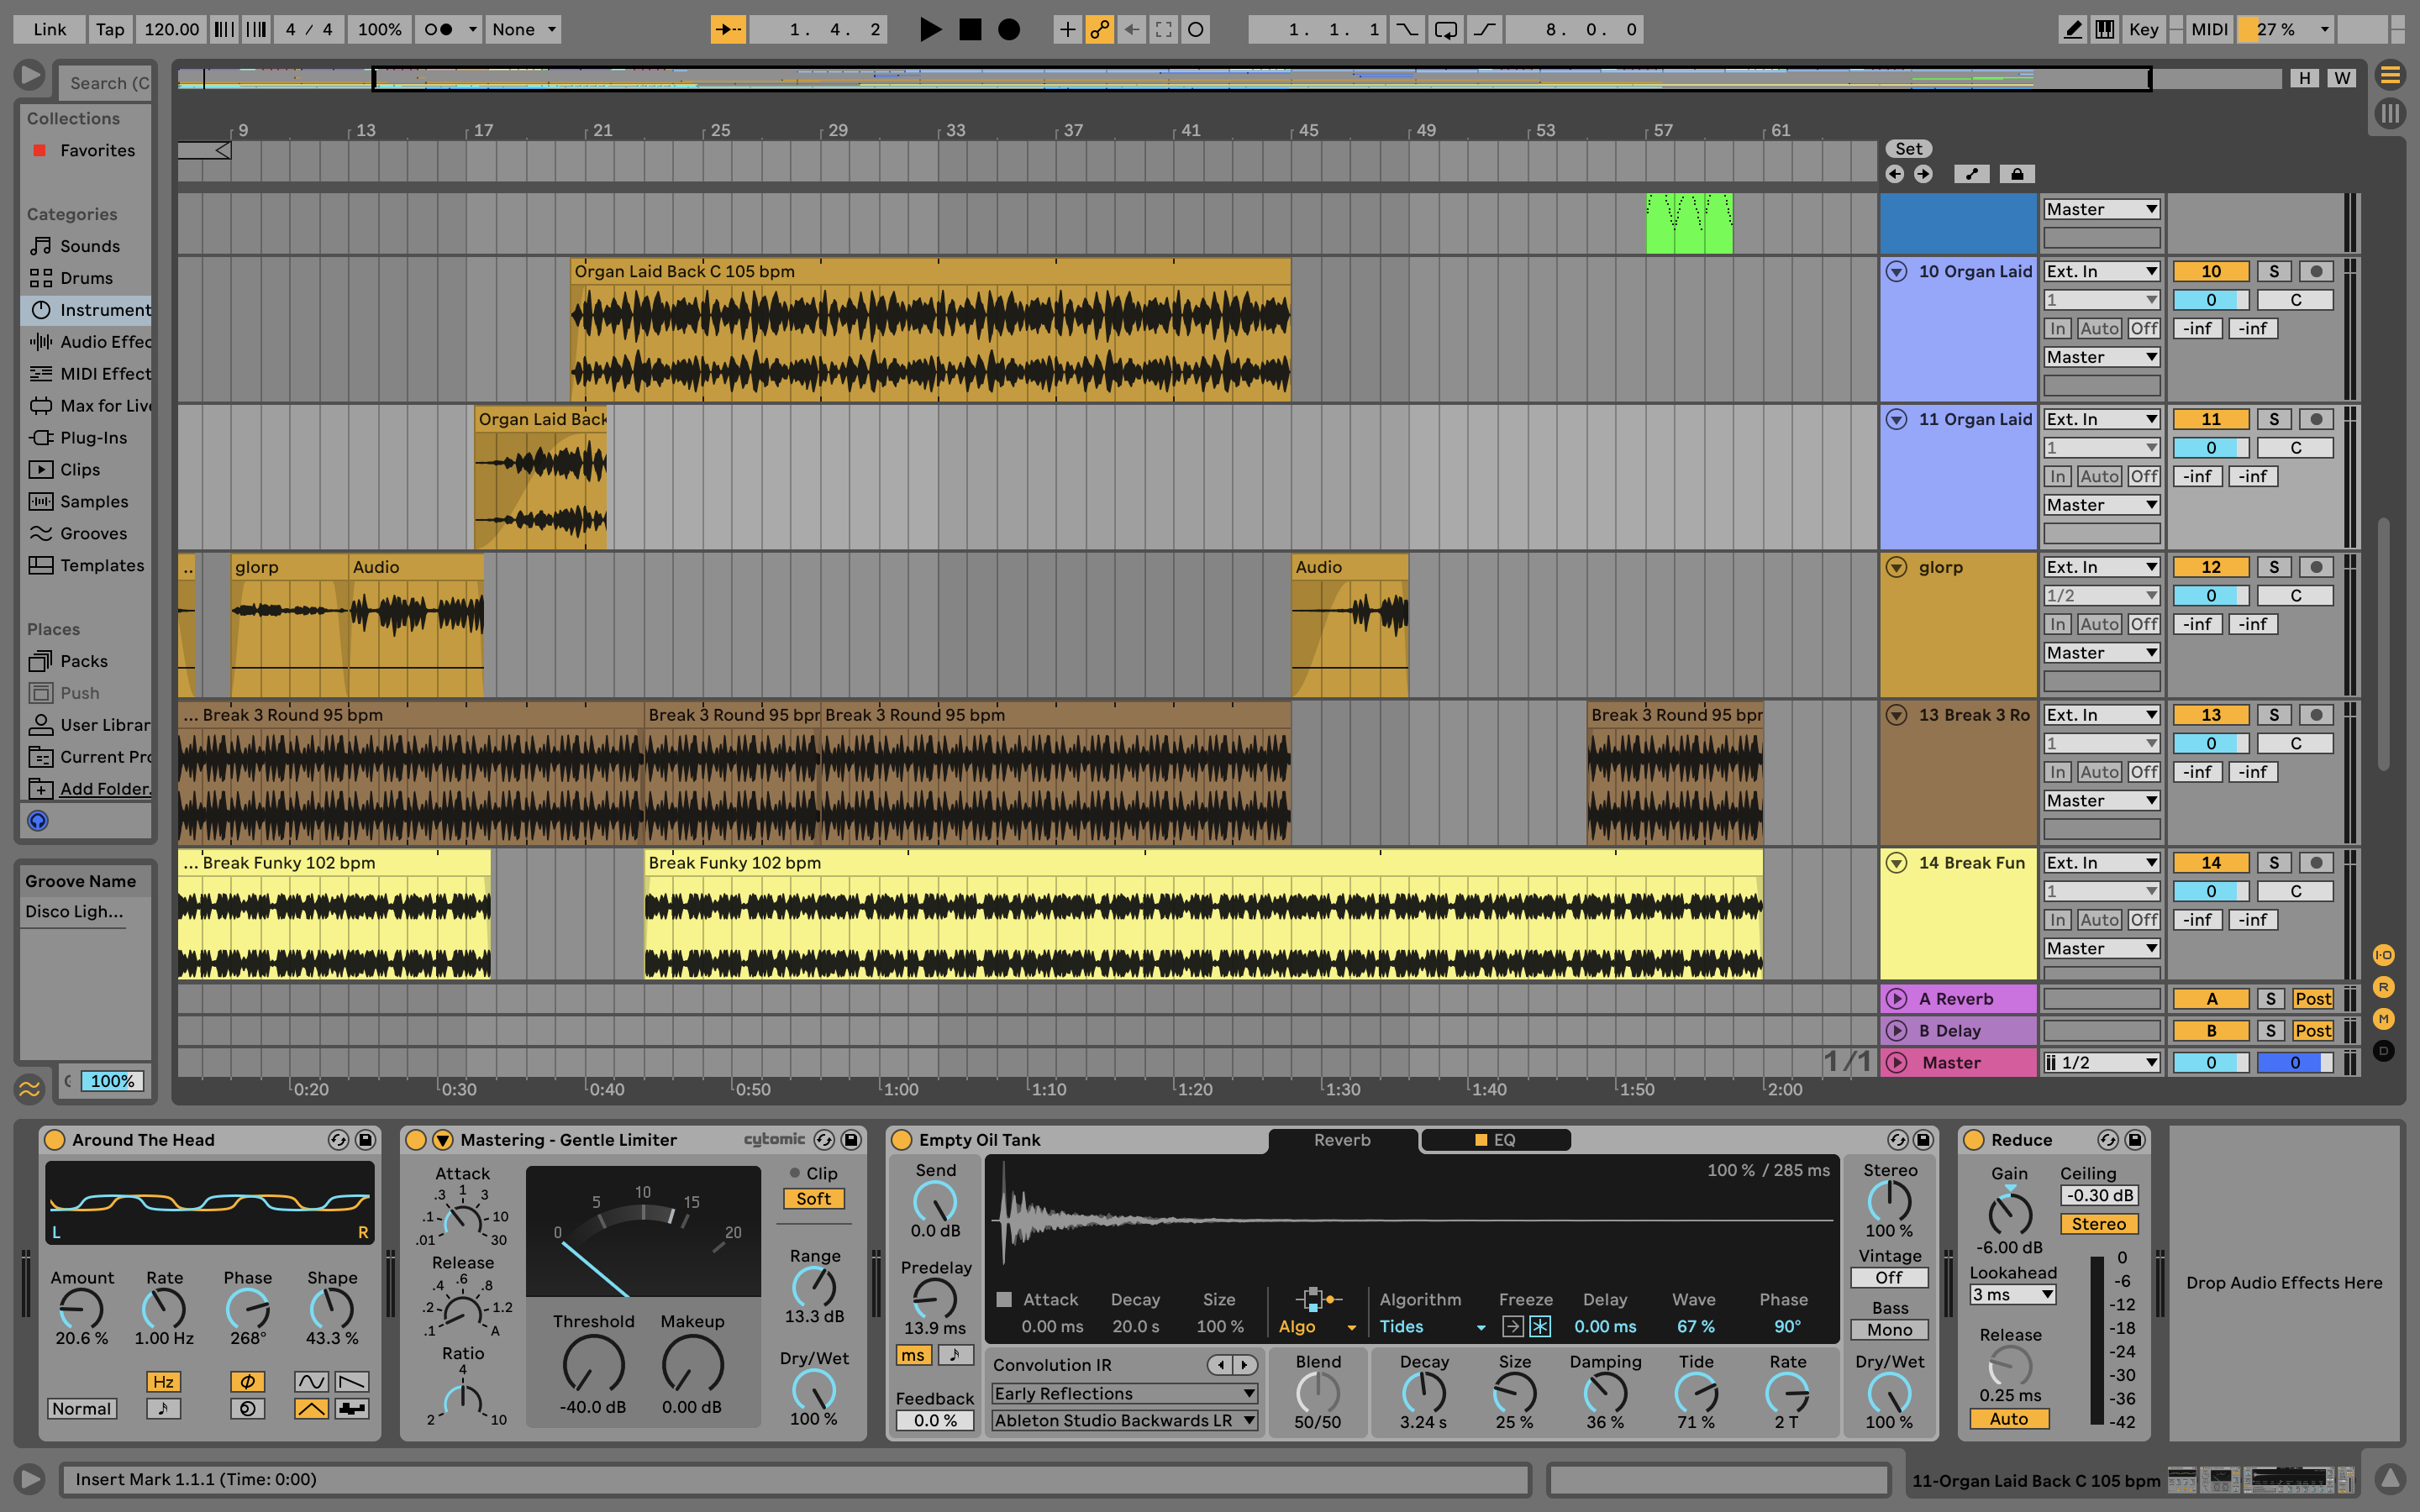 Link Tap 120.00 4 / 4 100% None 1. 4. 2 1. 1. 1 8. 0. 0 Key MIDI 27 %
Search (C
H W
Collections
Favorites
Categories
Sounds
Drums
Instrument
Audio Effec
MIDI Effect
Max for Liv
Plug-Ins
Clips
Samples
Grooves
Templates
Places
Packs
Push
User Librar
Current Pro
Add Folder.
Groove Name
Disco Ligh...
100%
9 13 17 21 25 29 33 37 41 45 49 53 57 61
Set
Master
Organ Laid Back C 105 bpm
10 Organ Laid Ext. In 10 S
1 0 C
In Auto Off -inf -inf
Master
Organ Laid Back
11 Organ Laid Ext. In 11 S
1 0 C
In Auto Off -inf -inf
Master
.. glorp Audio Audio
glorp Ext. In 12 S
1/2 0 C
In Auto Off -inf -inf
Master
... Break 3 Round 95 bpm Break 3 Round 95 bpr Break 3 Round 95 bpm Break 3 Round 95 bpr
13 Break 3 Ro Ext. In 13 S
1 0 C
In Auto Off -inf -inf
Master
... Break Funky 102 bpm Break Funky 102 bpm
14 Break Fun Ext. In 14 S
1 0 C
In Auto Off -inf -inf
Master
A Reverb A S Post
B Delay B S Post
1/1 Master 1/2 0 0
I·O
R
M
D
0:20 0:30 0:40 0:50 1:00 1:10 1:20 1:30 1:40 1:50 2:00
Around The Head
L R
Amount Rate Phase Shape
20.6 % 1.00 Hz 268° 43.3 %
Hz
Normal
Mastering - Gentle Limiter cytomic
Attack
.01 .1 .3 1 3 10 30
Release
.1 .2 .4 .6 .8 1.2 A
Ratio
2 4 10
0 5 10 15 20
Threshold Makeup
-40.0 dB 0.00 dB
Clip
Soft
Range
13.3 dB
Dry/Wet
100 %
Empty Oil Tank Reverb EQ
Send
0.0 dB
Predelay
13.9 ms
ms
Feedback
0.0 %
100 % / 285 ms
Attack Decay Size Algorithm Freeze Delay Wave Phase
0.00 ms 20.0 s 100 % Algo Tides 0.00 ms 67 % 90°
Convolution IR
Early Reflections
Ableton Studio Backwards LR
Blend Decay Size Damping Tide Rate
50/50 3.24 s 25 % 36 % 71 % 2 T
Stereo
100 %
Vintage
Off
Bass
Mono
Dry/Wet
100 %
Reduce
Gain Ceiling
-0.30 dB
Stereo
-6.00 dB
Lookahead
3 ms
Release
0.25 ms
Auto
0
-6
-12
-18
-24
-30
-36
-42
Drop Audio Effects Here
Insert Mark 1.1.1 (Time: 0:00)
11-Organ Laid Back C 105 bpm